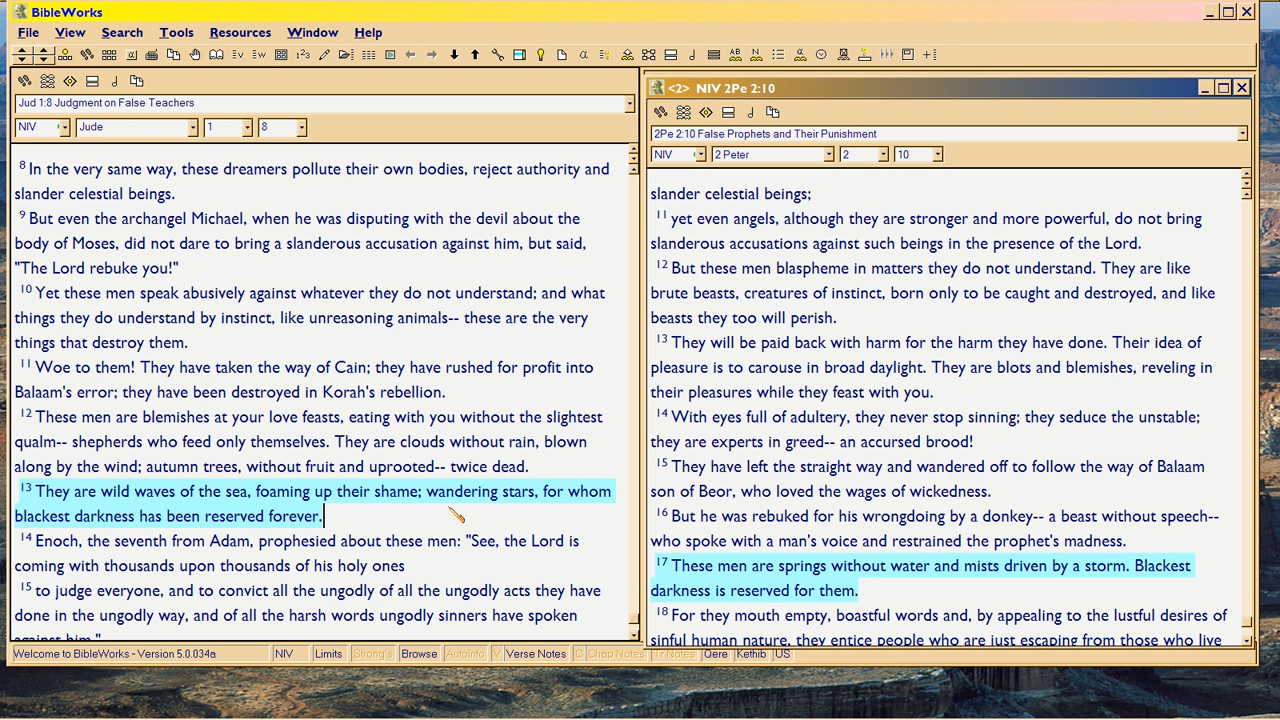 BibleWorks
File View Search Tools Resources Window Help
Jud 1:8 Judgment on False Teachers
NIV Jude 1 8
8 In the very same way, these dreamers pollute their own bodies, reject authority and
slander celestial beings.
9 But even the archangel Michael, when he was disputing with the devil about the
body of Moses, did not dare to bring a slanderous accusation against him, but said,
"The Lord rebuke you!"
10 Yet these men speak abusively against whatever they do not understand; and what
things they do understand by instinct, like unreasoning animals-- these are the very
things that destroy them.
11 Woe to them! They have taken the way of Cain; they have rushed for profit into
Balaam's error; they have been destroyed in Korah's rebellion.
12 These men are blemishes at your love feasts, eating with you without the slightest
qualm-- shepherds who feed only themselves. They are clouds without rain, blown
along by the wind; autumn trees, without fruit and uprooted-- twice dead.
13 They are wild waves of the sea, foaming up their shame; wandering stars, for whom
blackest darkness has been reserved forever.
14 Enoch, the seventh from Adam, prophesied about these men: "See, the Lord is
coming with thousands upon thousands of his holy ones
15 to judge everyone, and to convict all the ungodly of all the ungodly acts they have
done in the ungodly way, and of all the harsh words ungodly sinners have spoken
against him."
<2> NIV 2Pe 2:10
2Pe 2:10 False Prophets and Their Punishment
NIV 2 Peter 2 10
slander celestial beings;
11 yet even angels, although they are stronger and more powerful, do not bring
slanderous accusations against such beings in the presence of the Lord.
12 But these men blaspheme in matters they do not understand. They are like
brute beasts, creatures of instinct, born only to be caught and destroyed, and like
beasts they too will perish.
13 They will be paid back with harm for the harm they have done. Their idea of
pleasure is to carouse in broad daylight. They are blots and blemishes, reveling in
their pleasures while they feast with you.
14 With eyes full of adultery, they never stop sinning; they seduce the unstable;
they are experts in greed-- an accursed brood!
15 They have left the straight way and wandered off to follow the way of Balaam
son of Beor, who loved the wages of wickedness.
16 But he was rebuked for his wrongdoing by a donkey-- a beast without speech--
who spoke with a man's voice and restrained the prophet's madness.
17 These men are springs without water and mists driven by a storm. Blackest
darkness is reserved for them.
18 For they mouth empty, boastful words and, by appealing to the lustful desires of
sinful human nature, they entice people who are just escaping from those who live
Welcome to BibleWorks - Version 5.0.034a NIV Limits Strong's Browse AutoInfo V Verse Notes C Chap Notes Tr Notes Qere Kethib US